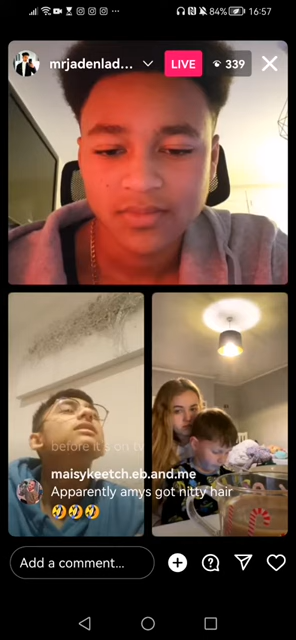 84% 16:57
mrjadenlad... LIVE 339
before it's on tv
maisykeetch.eb.and.me
Apparently amys got nitty hair
🤣🤣🤣
Add a comment...